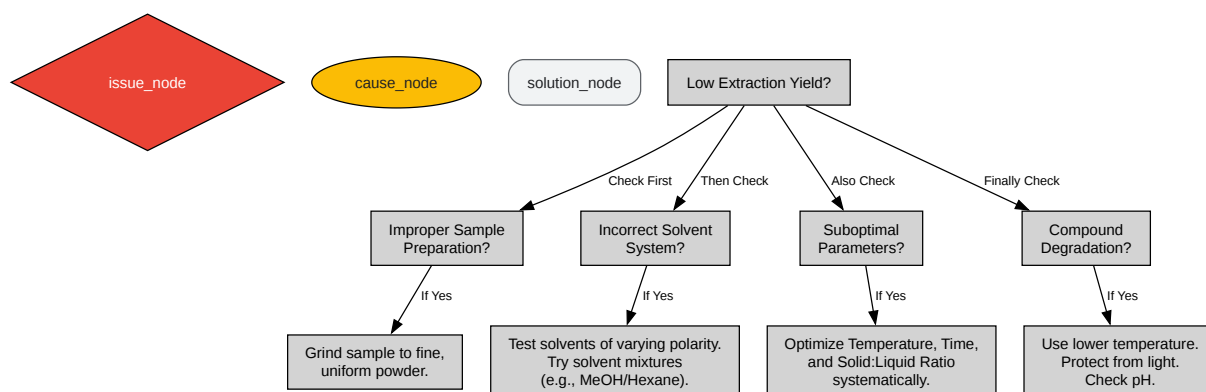 issue_node
cause_node
solution_node
Low Extraction Yield?
Check First
Then Check
Also Check
Finally Check
Improper Sample
Preparation?
Incorrect Solvent
System?
Suboptimal
Parameters?
Compound
Degradation?
If Yes
If Yes
If Yes
If Yes
Grind sample to fine,
uniform powder.
Test solvents of varying polarity.
Try solvent mixtures
(e.g., MeOH/Hexane).
Optimize Temperature, Time,
and Solid:Liquid Ratio
systematically.
Use lower temperature.
Protect from light.
Check pH.